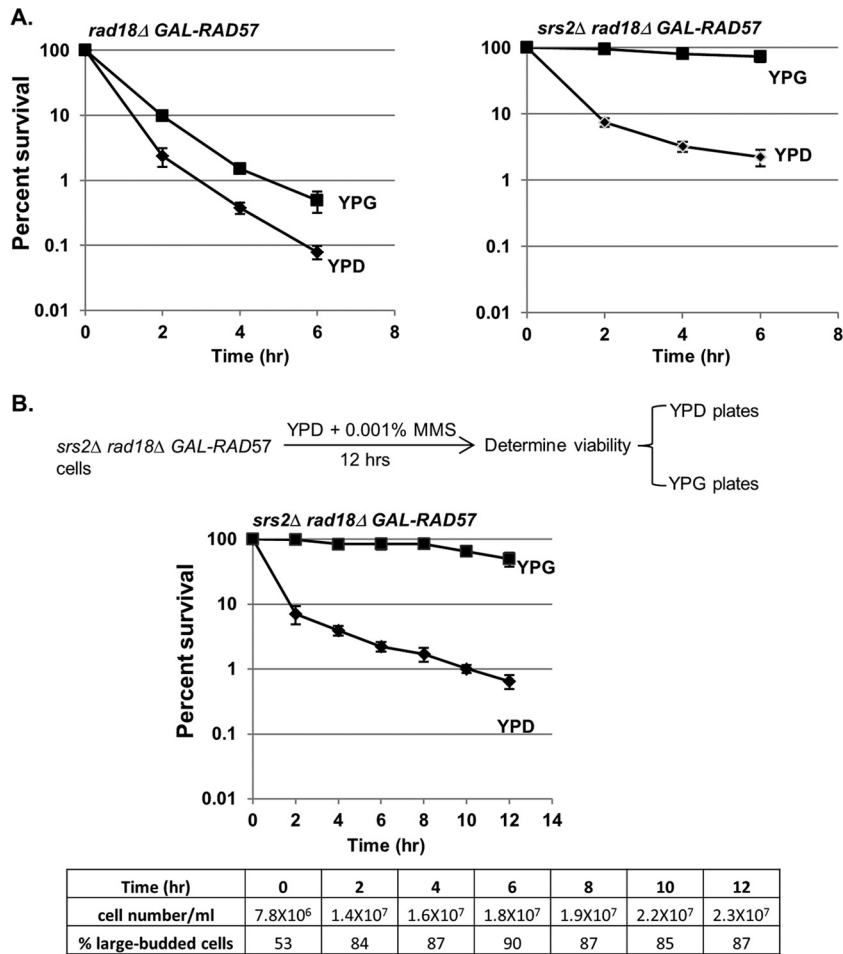 A.
rad18Δ GAL-RAD57
100
10
1
0.1
0.01
Percent survival
YPG
YPD
0 2 4 6 8
Time (hr)
srs2Δ rad18Δ GAL-RAD57
100
10
1
0.1
0.01
YPG
YPD
0 2 4 6 8
Time (hr)
B.
srs2Δ rad18Δ GAL-RAD57
cells
YPD + 0.001% MMS
12 hrs
Determine viability
YPD plates
YPG plates
srs2Δ rad18Δ GAL-RAD57
100
10
1
0.1
0.01
Percent survival
YPG
YPD
0 2 4 6 8 10 12 14
Time (hr)
Time (hr) 0 2 4 6 8 10 12
cell number/ml 7.8X10⁶ 1.4X10⁷ 1.6X10⁷ 1.8X10⁷ 1.9X10⁷ 2.2X10⁷ 2.3X10⁷
% large-budded cells 53 84 87 90 87 85 87